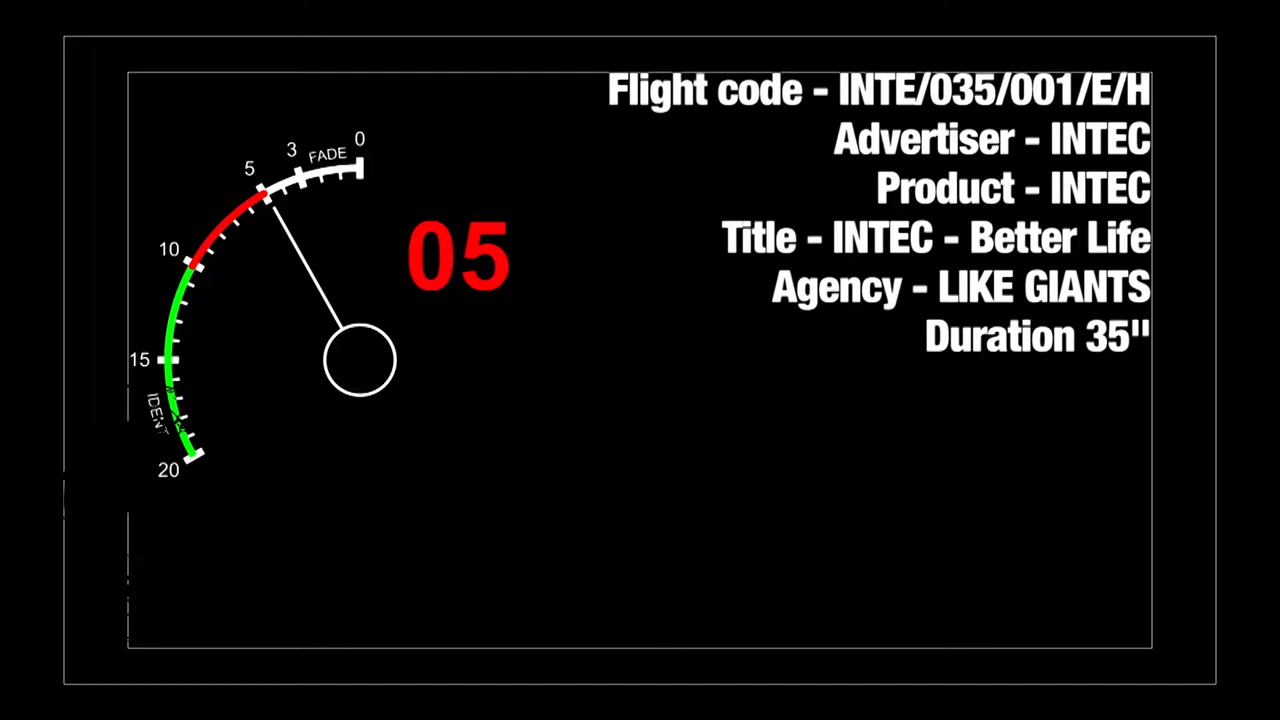 Flight code - INTE/035/001/E/H
Advertiser - INTEC
Product - INTEC
Title - INTEC - Better Life
Agency - LIKE GIANTS
Duration 35"
0
3
FADE
5
05
10
15
IDENT
20